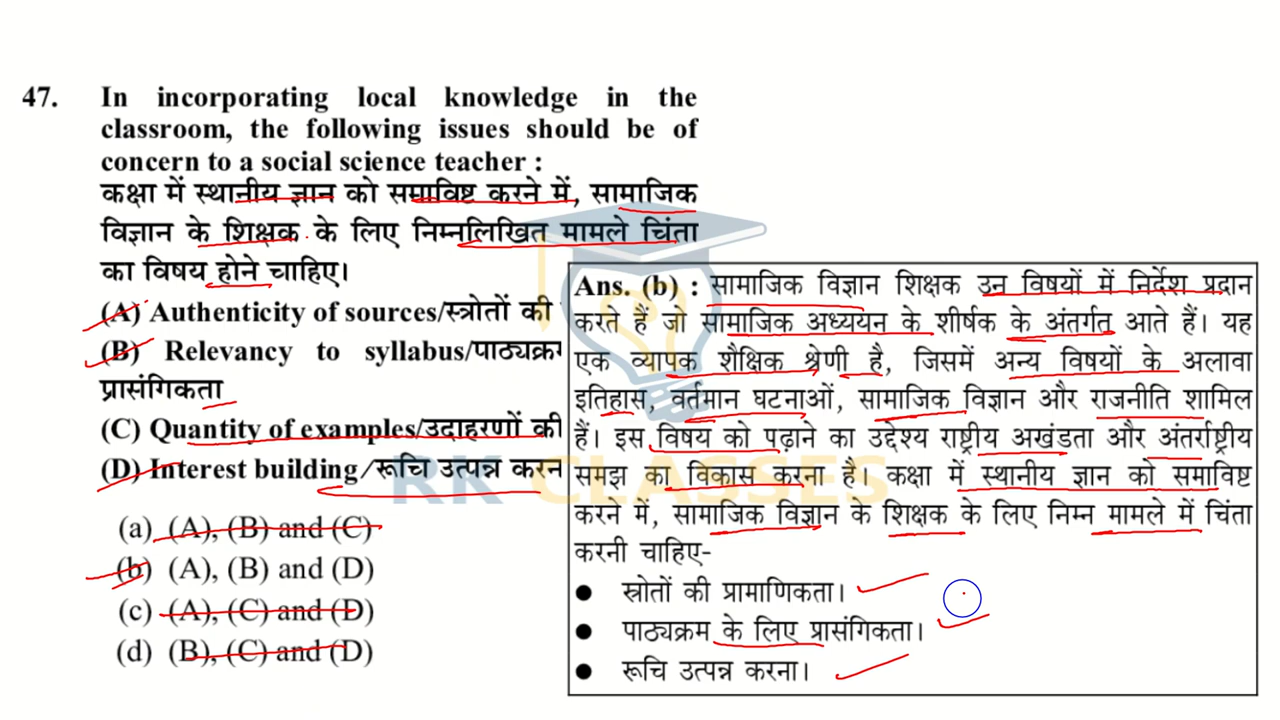 47. In incorporating local knowledge in the
classroom, the following issues should be of
concern to a social science teacher :
कक्षा में स्थानीय ज्ञान को समाविष्ट करने में, सामाजिक
विज्ञान के शिक्षक के लिए निम्नलिखित मामले चिंता
का विषय होने चाहिए।
(A) Authenticity of sources/स्त्रोतों की
(B) Relevancy to syllabus/पाठ्यक्र
प्रासंगिकता
(C) Quantity of examples/उदाहरणों की
(D) Interest building/रूचि उत्पन्न करन
(a) (A), (B) and (C)
(b) (A), (B) and (D)
(c) (A), (C) and (D)
(d) (B), (C) and (D)
Ans. (b) : सामाजिक विज्ञान शिक्षक उन विषयों में निर्देश प्रदान
करते हैं जो सामाजिक अध्ययन के शीर्षक के अंतर्गत आते हैं। यह
एक व्यापक शैक्षिक श्रेणी है, जिसमें अन्य विषयों के अलावा
इतिहास, वर्तमान घटनाओं, सामाजिक विज्ञान और राजनीति शामिल
हैं। इस विषय को पढ़ाने का उद्देश्य राष्ट्रीय अखंडता और अंतर्राष्ट्रीय
समझ का विकास करना है। कक्षा में स्थानीय ज्ञान को समाविष्ट
करने में, सामाजिक विज्ञान के शिक्षक के लिए निम्न मामले में चिंता
करनी चाहिए-
● स्रोतों की प्रामाणिकता।
● पाठ्यक्रम के लिए प्रासंगिकता।
● रूचि उत्पन्न करना।
RK CLASSES